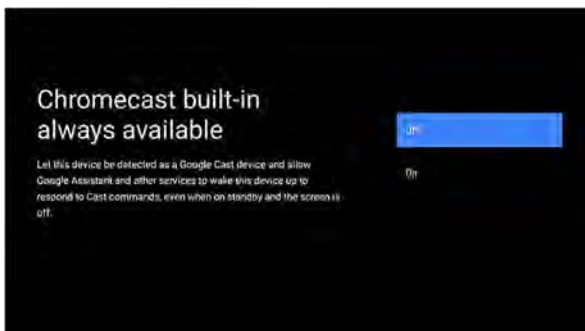 Chromecast built-in
always available
Let this device be detected as a Google Cast device and allow
Google Assistant and other services to wake this device up to
respond to Cast commands, even when on standby and the screen is
off.
On